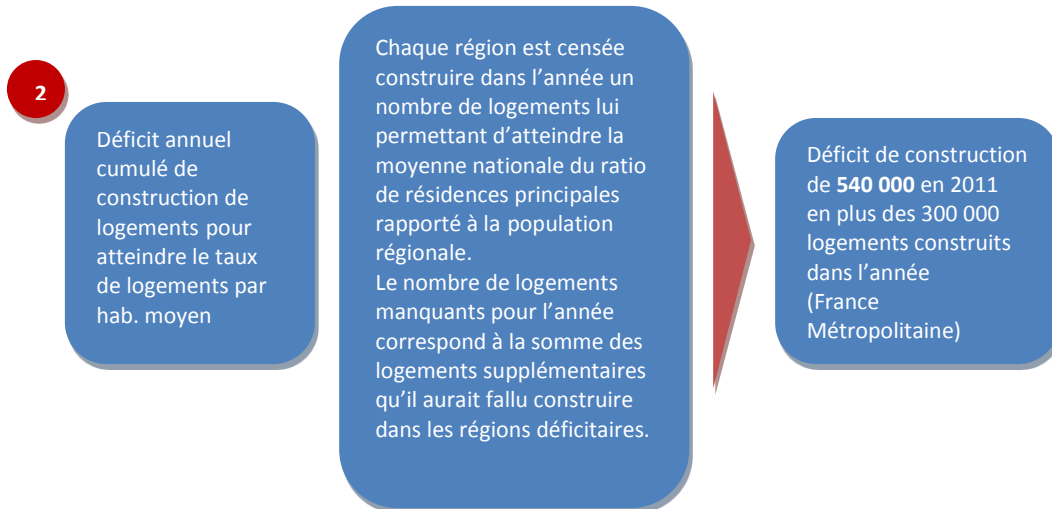 2
Déficit annuel
cumulé de
construction de
logements pour
atteindre le taux
de logements par
hab. moyen
Chaque région est censée
construire dans l’année un
nombre de logements lui
permettant d’atteindre la
moyenne nationale du ratio
de résidences principales
rapporté à la population
régionale.
Le nombre de logements
manquants pour l’année
correspond à la somme des
logements supplémentaires
qu’il aurait fallu construire
dans les régions déficitaires.
Déficit de construction
de 540 000 en 2011
en plus des 300 000
logements construits
dans l’année
(France
Métropolitaine)